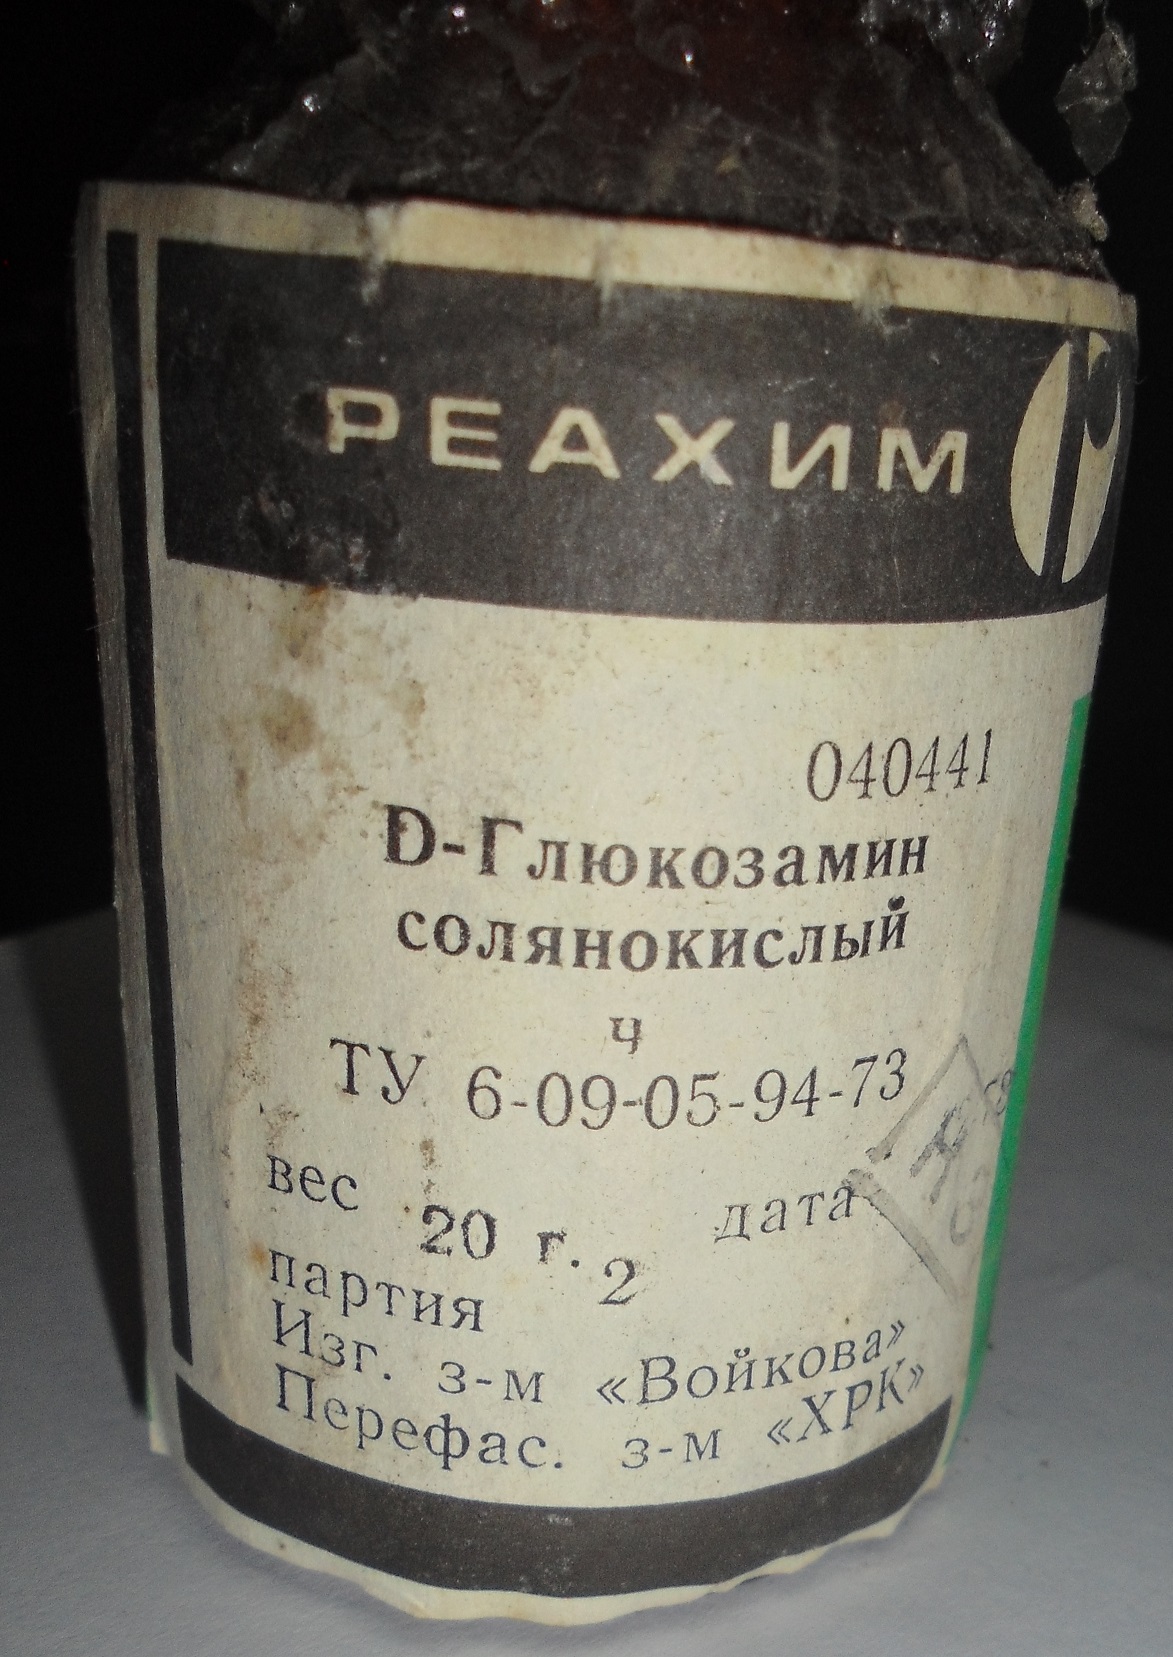 РЕАХИМ
040441
D-Глюкозамин
солянокислый
ч
ТУ 6-09-05-94-73
вес 20 г. дата
партия 2
Изг. з-м «Войкова»
Перефас. з-м «ХРК»